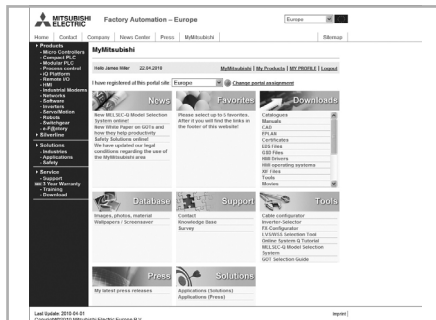 MITSUBISHI ELECTRIC
Factory Automation – Europe
Europe
Home Contact Company News Center Press MyMitsubishi Sitemap
Products
- Micro Controllers
- Compact PLC
- Modular PLC
- Process control
- iQ Platform
- Remote I/O
- HMI
- Industrial Modems
- Networks
- Software
- Inverters
- Servo/Motion
- Robots
- Switchgear
- e-F@ctory
Silverline
Solutions
- Industries
- Applications
- Safety
Service
- Support
3 Year Warranty
- Training
- Download
MyMitsubishi
Hello James Miller 22.04.2010
MyMitsubishi | My Products | MY PROFILE | Logout
I have registered at this portal site Europe Change portal assignment
News
New MELSEC-Q Model Selection
System online!
New White Paper on GOTs and
how they help productivity
Safety Solutions online!
We have updated our legal
conditions regarding the use of
the MyMitsubishi area
Favorites
Please select up to 5 favorites.
After it you will find the links in
the footer of this website!
Downloads
Catalogues
Manuals
CAD
EPLAN
Certificates
EDS Files
GSD Files
HMI Drivers
HMI operating systems
KIF Files
Tools
Movies
Database
Images, photos, material
Wallpapers / Screensaver
Support
Contact
Knowledge Base
Survey
Tools
Cable configurator
Inverter-Selector
FX-Configurator
LVS/WSS Selection Tool
Online System Q Tutorial
MELSEC-Q Model Selection
System
GOT Selection Guide
Press
My latest press releases
Solutions
Applications (Solutions)
Applications (Press)
Last Update: 2010-04-01
Imprint |
Copyright©2010 Mitsubishi Electric Europe B.V.